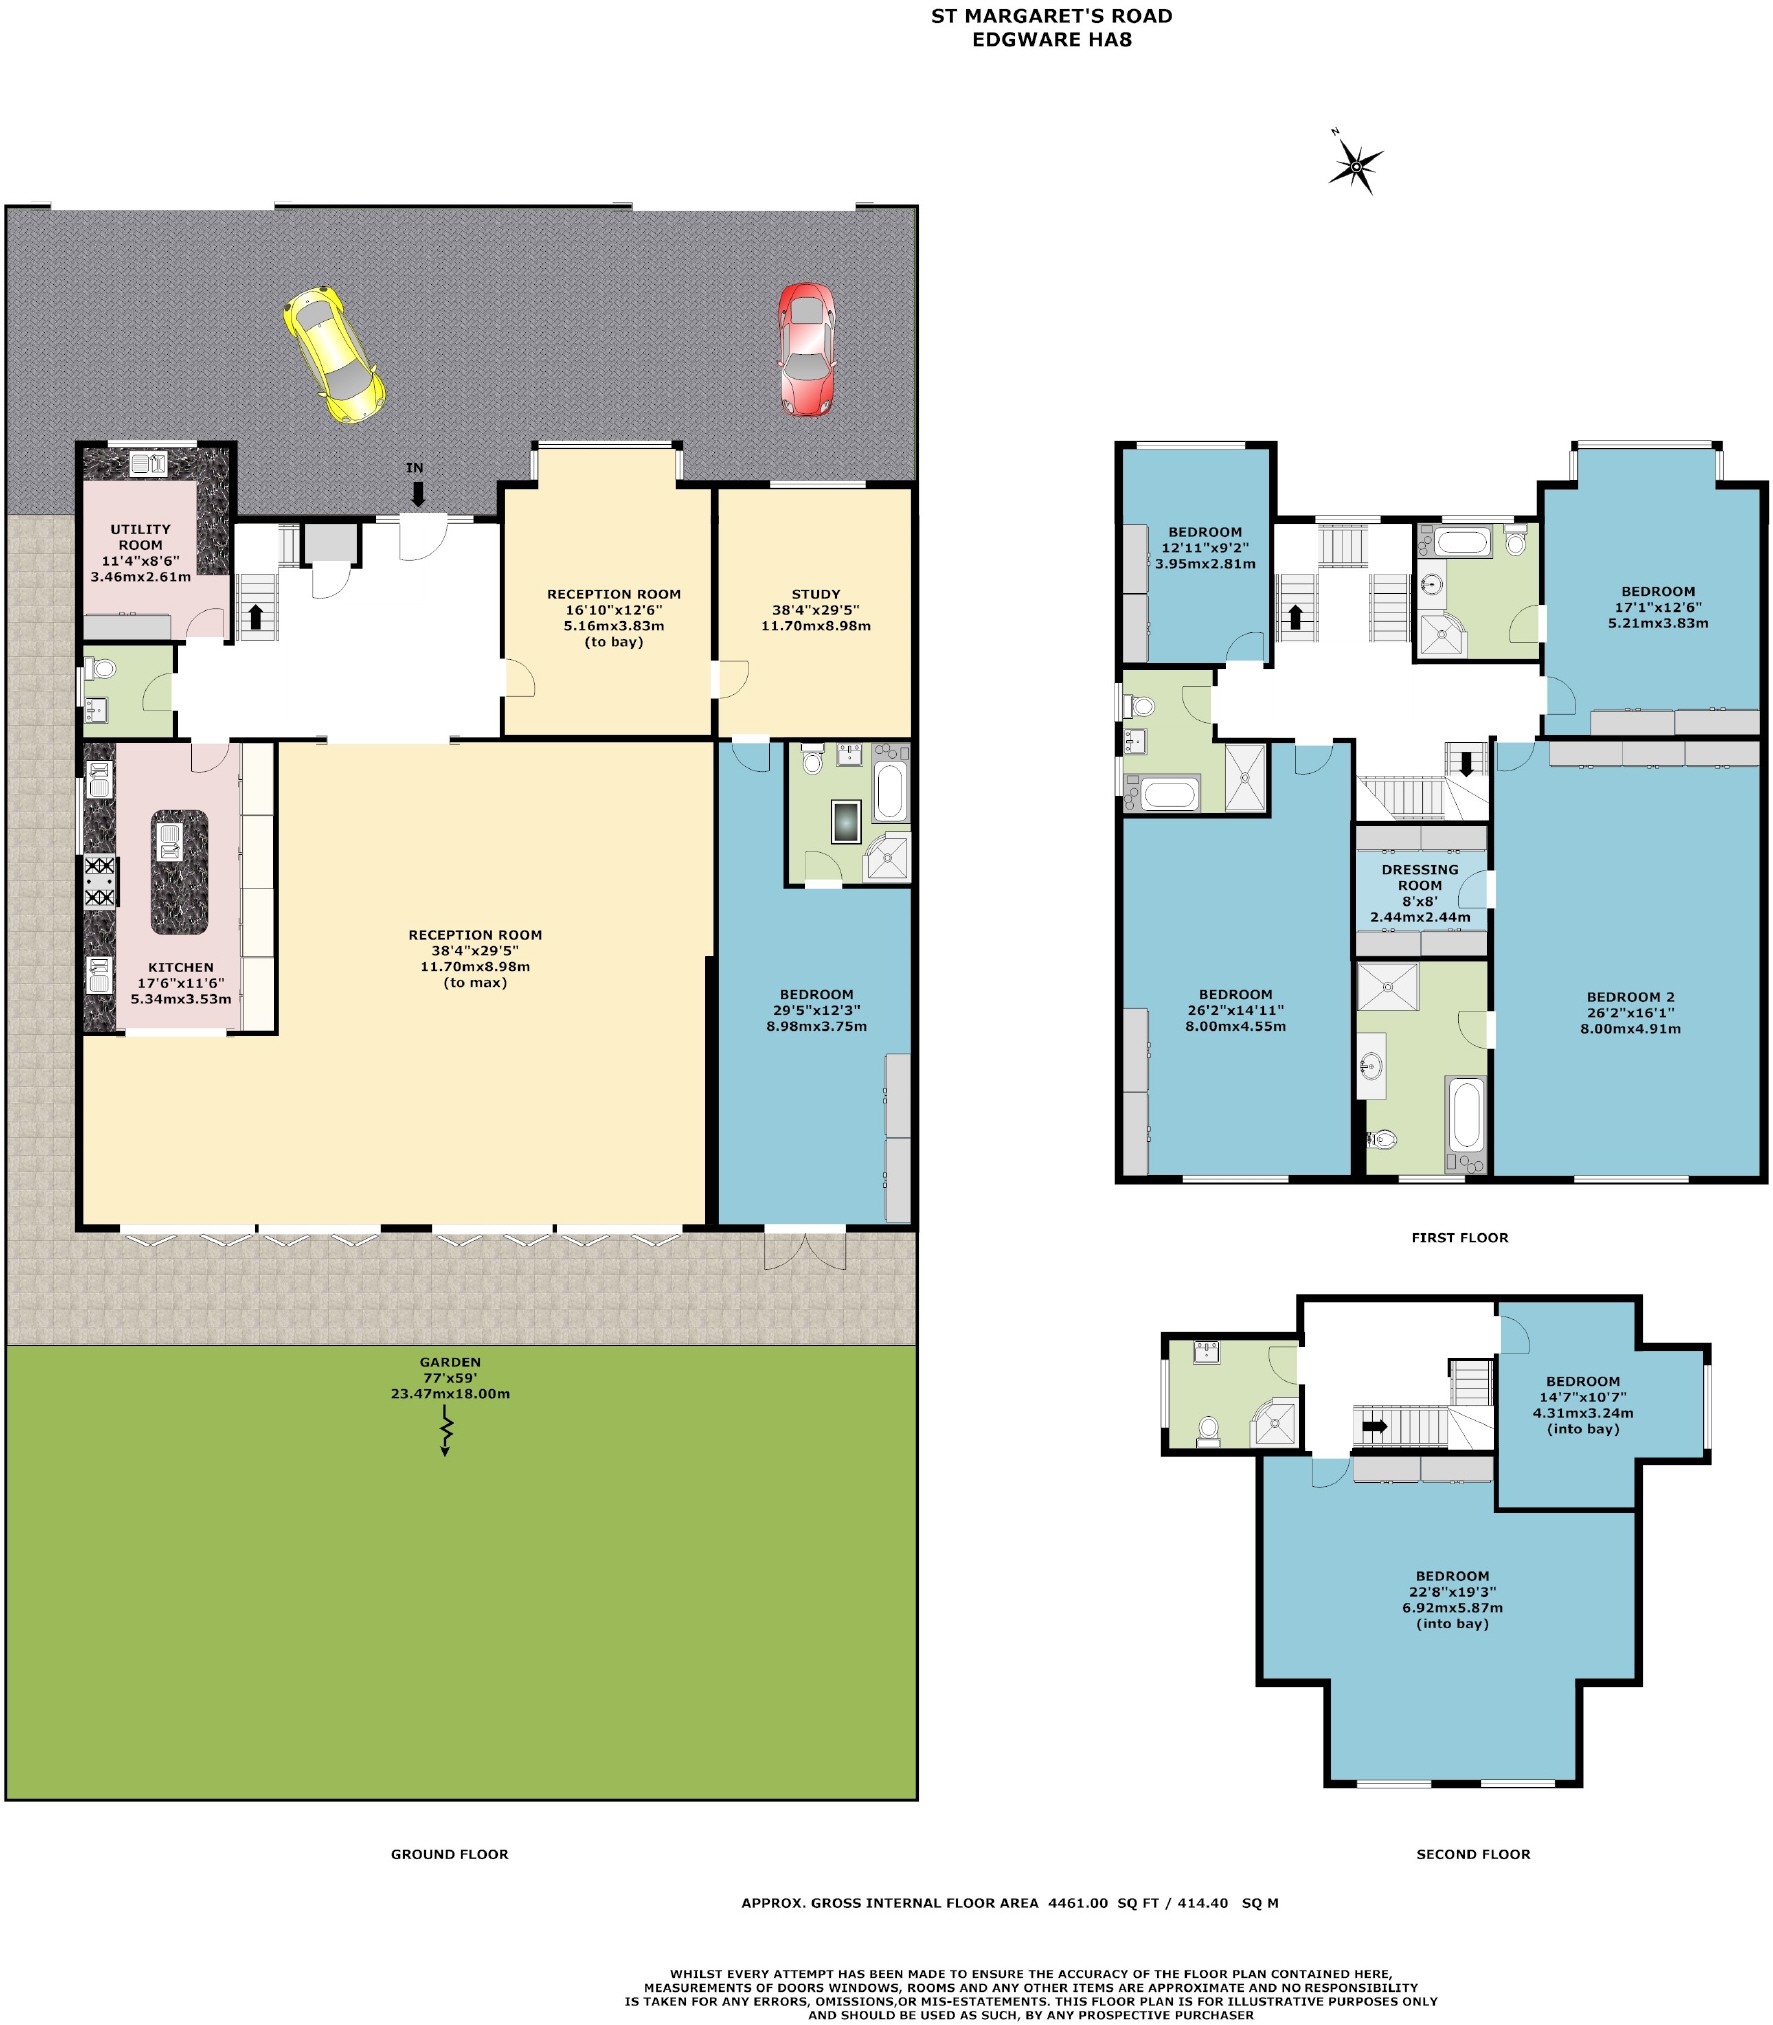 ST MARGARET'S ROAD
EDGWARE HA8
N
IN
UTILITY
ROOM
11'4"x8'6"
3.46mx2.61m
RECEPTION ROOM
16'10"x12'6"
5.16mx3.83m
(to bay)
STUDY
38'4"x29'5"
11.70mx8.98m
KITCHEN
17'6"x11'6"
5.34mx3.53m
RECEPTION ROOM
38'4"x29'5"
11.70mx8.98m
(to max)
BEDROOM
29'5"x12'3"
8.98mx3.75m
GARDEN
77'x59'
23.47mx18.00m
GROUND FLOOR
BEDROOM
12'11"x9'2"
3.95mx2.81m
BEDROOM
17'1"x12'6"
5.21mx3.83m
DRESSING
ROOM
8'x8'
2.44mx2.44m
BEDROOM
26'2"x14'11"
8.00mx4.55m
BEDROOM 2
26'2"x16'1"
8.00mx4.91m
FIRST FLOOR
BEDROOM
14'7"x10'7"
4.31mx3.24m
(into bay)
BEDROOM
22'8"x19'3"
6.92mx5.87m
(into bay)
SECOND FLOOR
APPROX. GROSS INTERNAL FLOOR AREA 4461.00 SQ FT / 414.40 SQ M
WHILST EVERY ATTEMPT HAS BEEN MADE TO ENSURE THE ACCURACY OF THE FLOOR PLAN CONTAINED HERE,
MEASUREMENTS OF DOORS WINDOWS, ROOMS AND ANY OTHER ITEMS ARE APPROXIMATE AND NO RESPONSIBILITY
IS TAKEN FOR ANY ERRORS, OMISSIONS,OR MIS-ESTATEMENTS. THIS FLOOR PLAN IS FOR ILLUSTRATIVE PURPOSES ONLY
AND SHOULD BE USED AS SUCH, BY ANY PROSPECTIVE PURCHASER